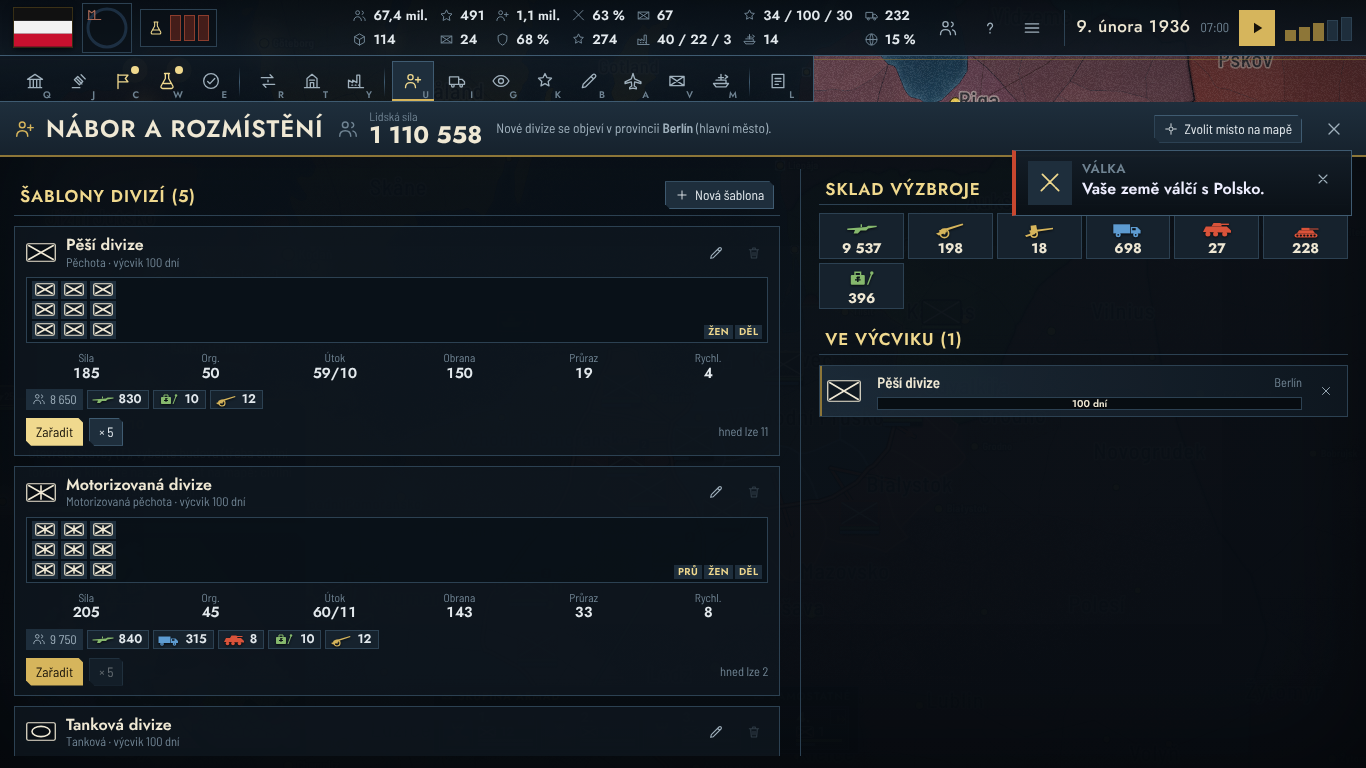 67,4 mil. 491 1,1 mil. 63 % 67 34 / 100 / 30 232
114 24 68 % 274 40 / 22 / 3 14 15 %
9. února 1936 07:00
Q J C W E R T Y U I G K B A V M L
Pskov
Riga
NÁBOR A ROZMÍSTĚNÍ
Lidská síla
1 110 558
Nové divize se objeví v provincii Berlín (hlavní město).
Zvolit místo na mapě
VÁLKA
Vaše země válčí s Polsko.
ŠABLONY DIVIZÍ (5)
Nová šablona
Pěší divize
Pěchota · výcvik 100 dní
ŽEN DĚL
Síla Org. Útok Obrana Průraz Rychl.
185 50 59/10 150 19 4
8 650 830 10 12
Zařadit ×5 hned lze 11
Motorizovaná divize
Motorizovaná pěchota · výcvik 100 dní
PRŮ ŽEN DĚL
Síla Org. Útok Obrana Průraz Rychl.
205 45 60/11 143 33 8
9 750 840 315 8 10 12
Zařadit ×5 hned lze 2
Tanková divize
Tanková · výcvik 100 dní
SKLAD VÝZBROJE
9 537 198 18 698 27 228
396
VE VÝCVIKU (1)
Pěší divize Berlín
100 dní